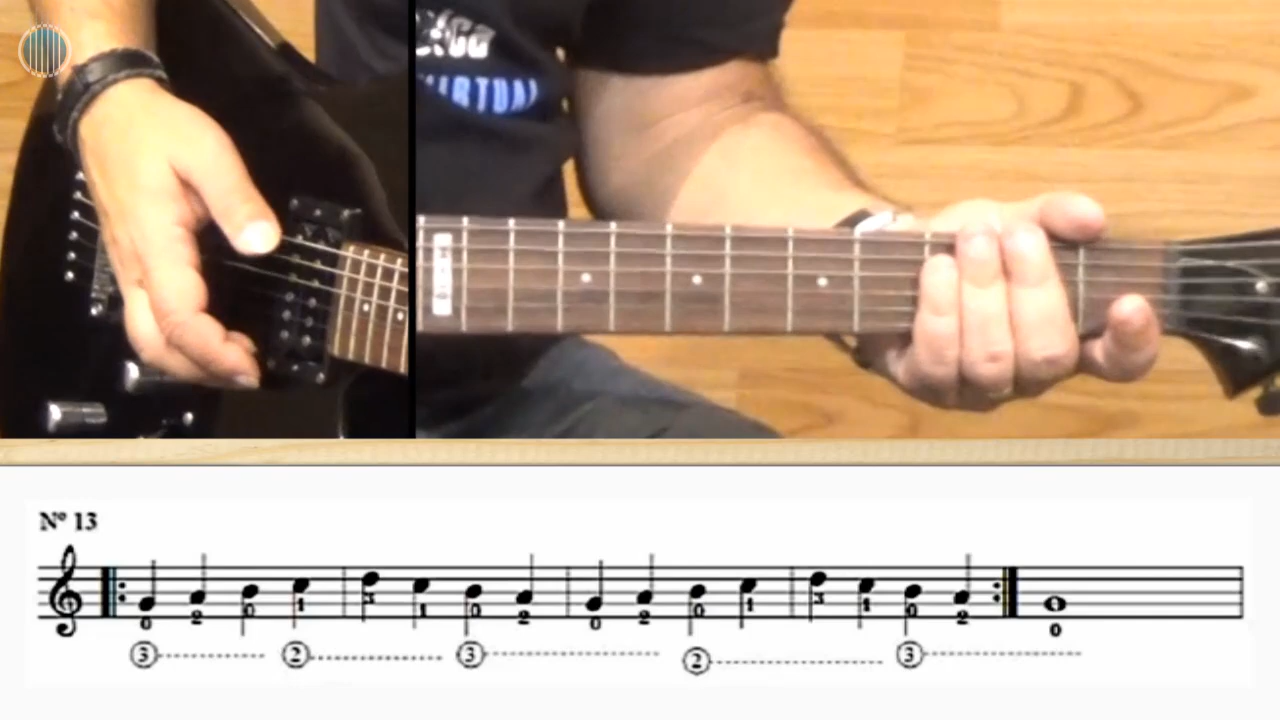 VIRTUAL
Nº 13
0 2 0 1 3 1 0 2 0 2 0 1 3 1 0 2 0
③ ② ③ ② ③